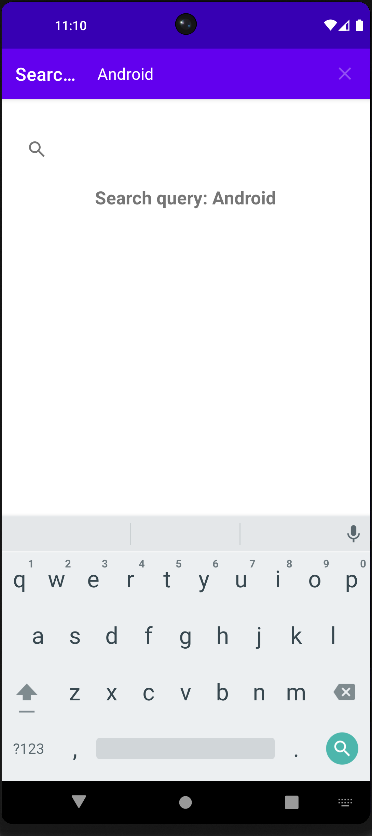 11:10
Searc... Android
Search query: Android
1 2 3 4 5 6 7 8 9 0
q w e r t y u i o p
a s d f g h j k l
z x c v b n m
?123 , .